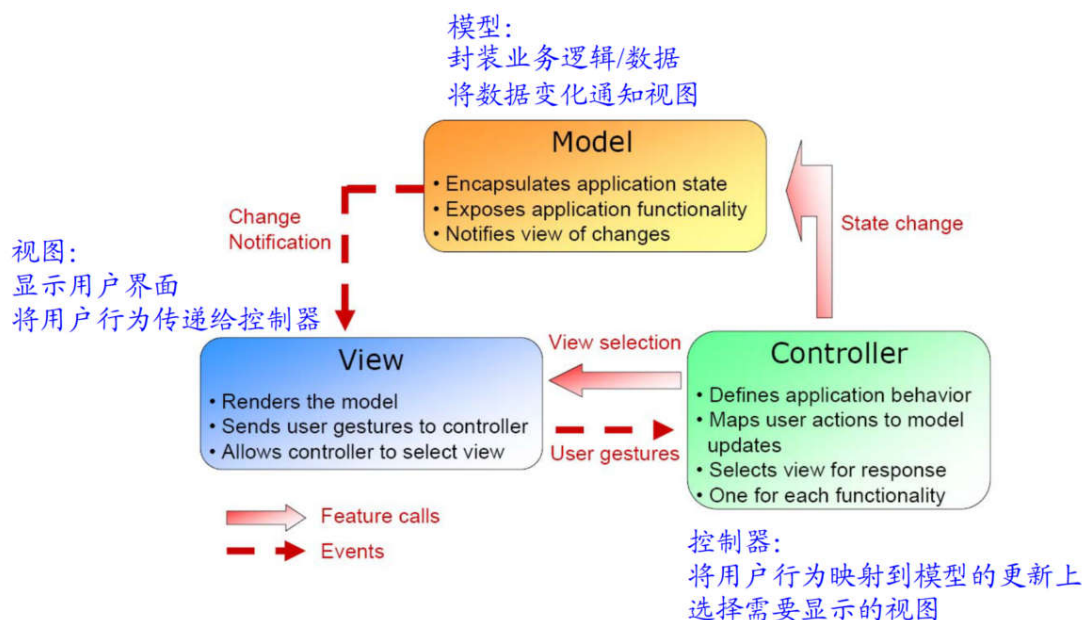 模型:
封装业务逻辑/数据
将数据变化通知视图
Model
• Encapsulates application state
• Exposes application functionality
• Notifies view of changes
Change
Notification
State change
视图:
显示用户界面
将用户行为传递给控制器
View
• Renders the model
• Sends user gestures to controller
• Allows controller to select view
View selection
User gestures
Controller
• Defines application behavior
• Maps user actions to model
updates
• Selects view for response
• One for each functionality
Feature calls
Events
控制器:
将用户行为映射到模型的更新上
选择需要显示的视图